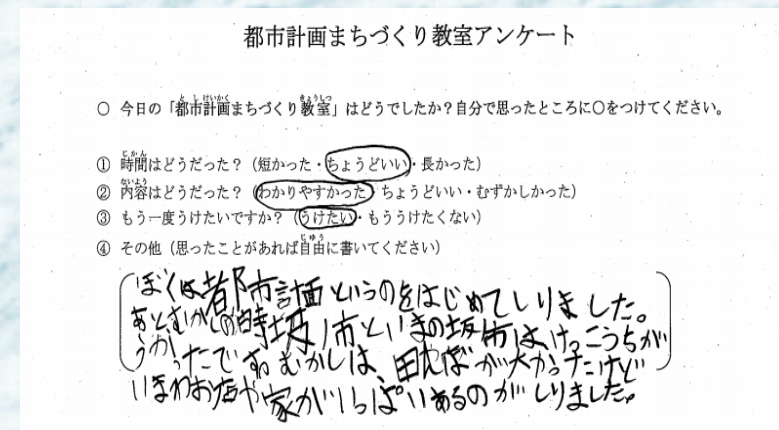 都市計画まちづくり教室アンケート
○ 今日の「都市計画まちづくり教室」はどうでしたか？自分で思ったところに○をつけてください。
① 時間はどうだった？（短かった・ちょうどいい・長かった）
② 内容はどうだった？（わかりやすかった・ちょうどいい・むずかしかった）
③ もう一度うけたいですか？（うけたい・もううけたくない）
④ その他（思ったことがあれば自由に書いてください）
ぼくは都市計画というのをはじめてしりました。
あとむかしの時坂川市といまの坂市は、けっこうちが
うかったです。むかしは、田んぼが大かったけど
いまわお店や家がいっぱいあるのがしりました。